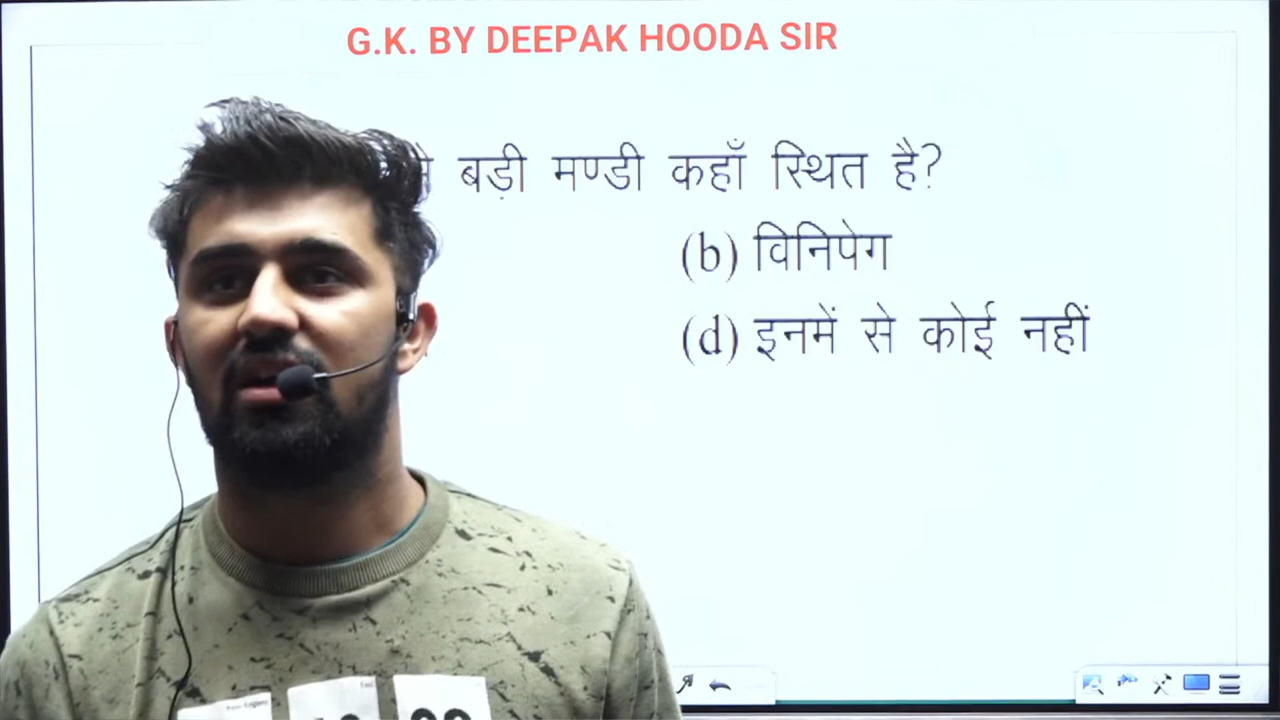 G.K. BY DEEPAK HOODA SIR
बड़ी मण्डी कहाँ स्थित है?
(b) विनिपेग
(d) इनमें से कोई नहीं